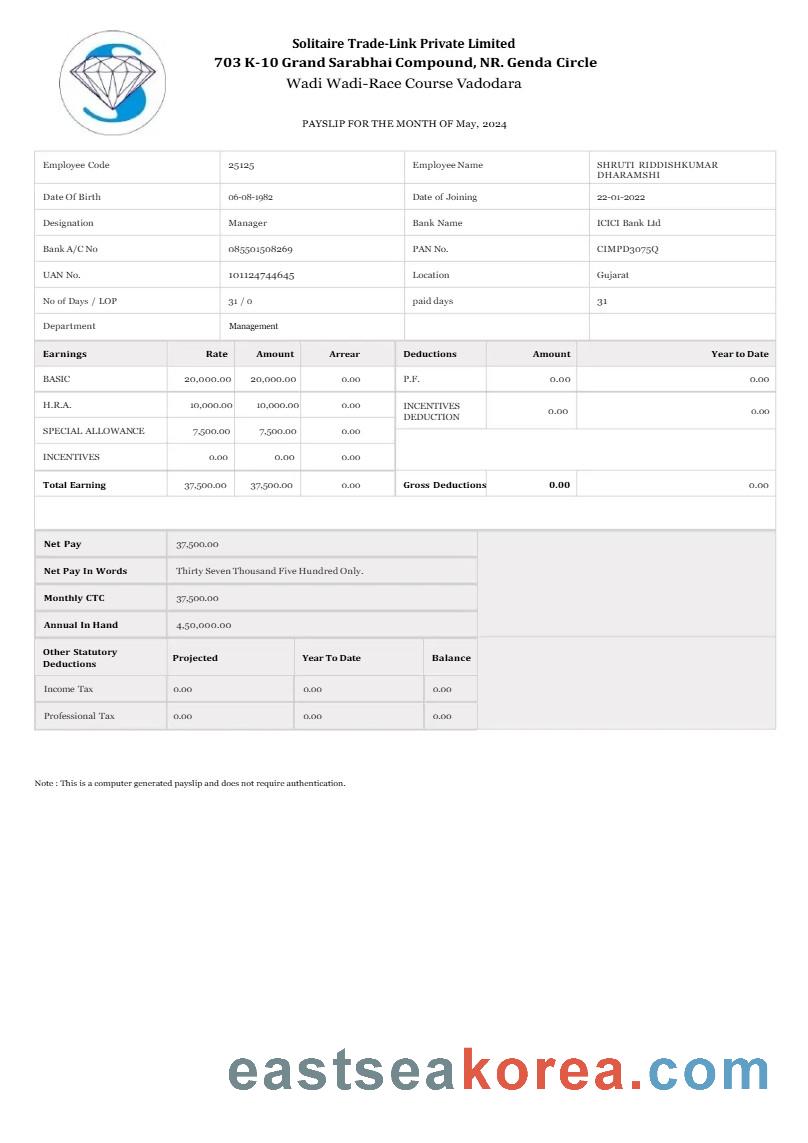 Solitaire Trade-Link Private Limited
703 K-10 Grand Sarabhai Compound, NR. Genda Circle
Wadi Wadi-Race Course Vadodara
PAYSLIP FOR THE MONTH OF May, 2024
Employee Code 25125 Employee Name SHRUTI RIDDISHKUMAR
DHARAMSHI
Date Of Birth 06-08-1982 Date of Joining 22-01-2022
Designation Manager Bank Name ICICI Bank Ltd
Bank A/C No 085501508269 PAN No. CIMPD3075Q
UAN No. 101124744645 Location Gujarat
No of Days / LOP 31 / 0 paid days 31
Department Management
Earnings Rate Amount Arrear Deductions Amount Year to Date
BASIC 20,000.00 20,000.00 0.00 P.F. 0.00 0.00
H.R.A. 10,000.00 10,000.00 0.00 INCENTIVES
DEDUCTION 0.00 0.00
SPECIAL ALLOWANCE 7,500.00 7,500.00 0.00
INCENTIVES 0.00 0.00 0.00
Total Earning 37,500.00 37,500.00 0.00 Gross Deductions 0.00 0.00
Net Pay 37,500.00
Net Pay In Words Thirty Seven Thousand Five Hundred Only.
Monthly CTC 37,500.00
Annual In Hand 4,50,000.00
Other Statutory
Deductions Projected Year To Date Balance
Income Tax 0.00 0.00 0.00
Professional Tax 0.00 0.00 0.00
Note : This is a computer generated payslip and does not require authentication.
eastseakorea.com